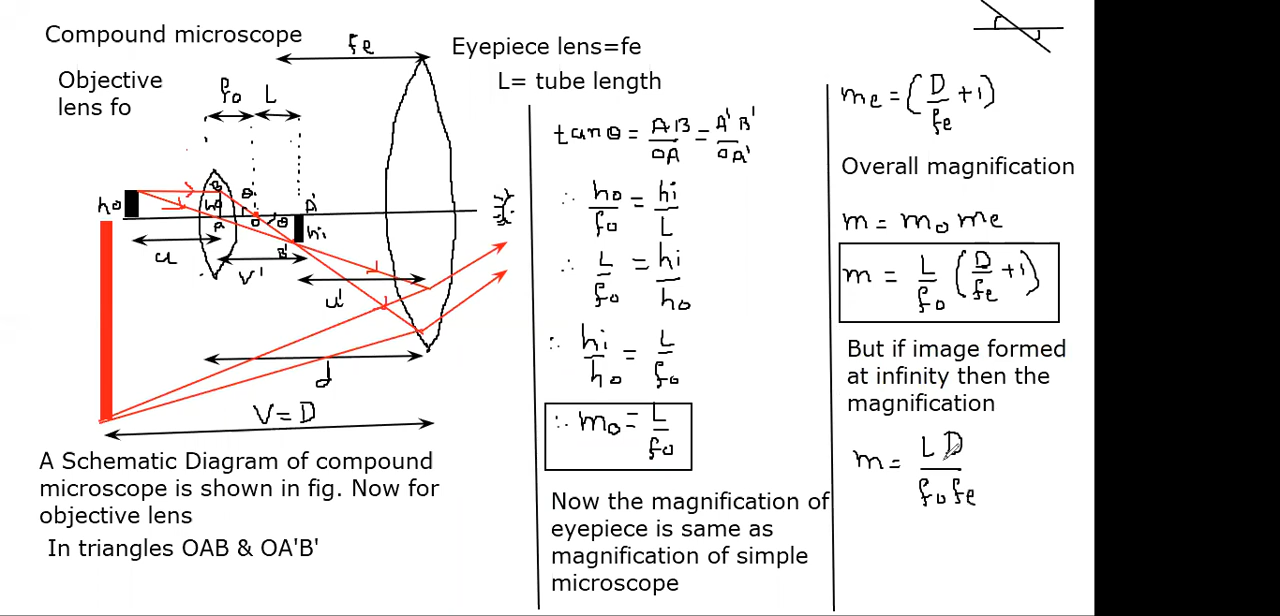 Compound microscope
Objective
lens fo
fe
fo L
Eyepiece lens=fe
L= tube length
ho
B
ho
A
θ
O
θ
A'
hi
B'
u
v'
u'
d
V=D
A Schematic Diagram of compound
microscope is shown in fig. Now for
objective lens
In triangles OAB & OA'B'
tanθ = AB/OA = A'B'/OA'
∴ ho/fo = hi/L
∴ L/fo = hi/ho
∴ hi/ho = L/fo
∴ mo = L/fo
Now the magnification of
eyepiece is same as
magnification of simple
microscope
me = (D/fe +1)
Overall magnification
m = mo me
m = L/fo (D/fe +1)
But if image formed
at infinity then the
magnification
m = LD/fofe